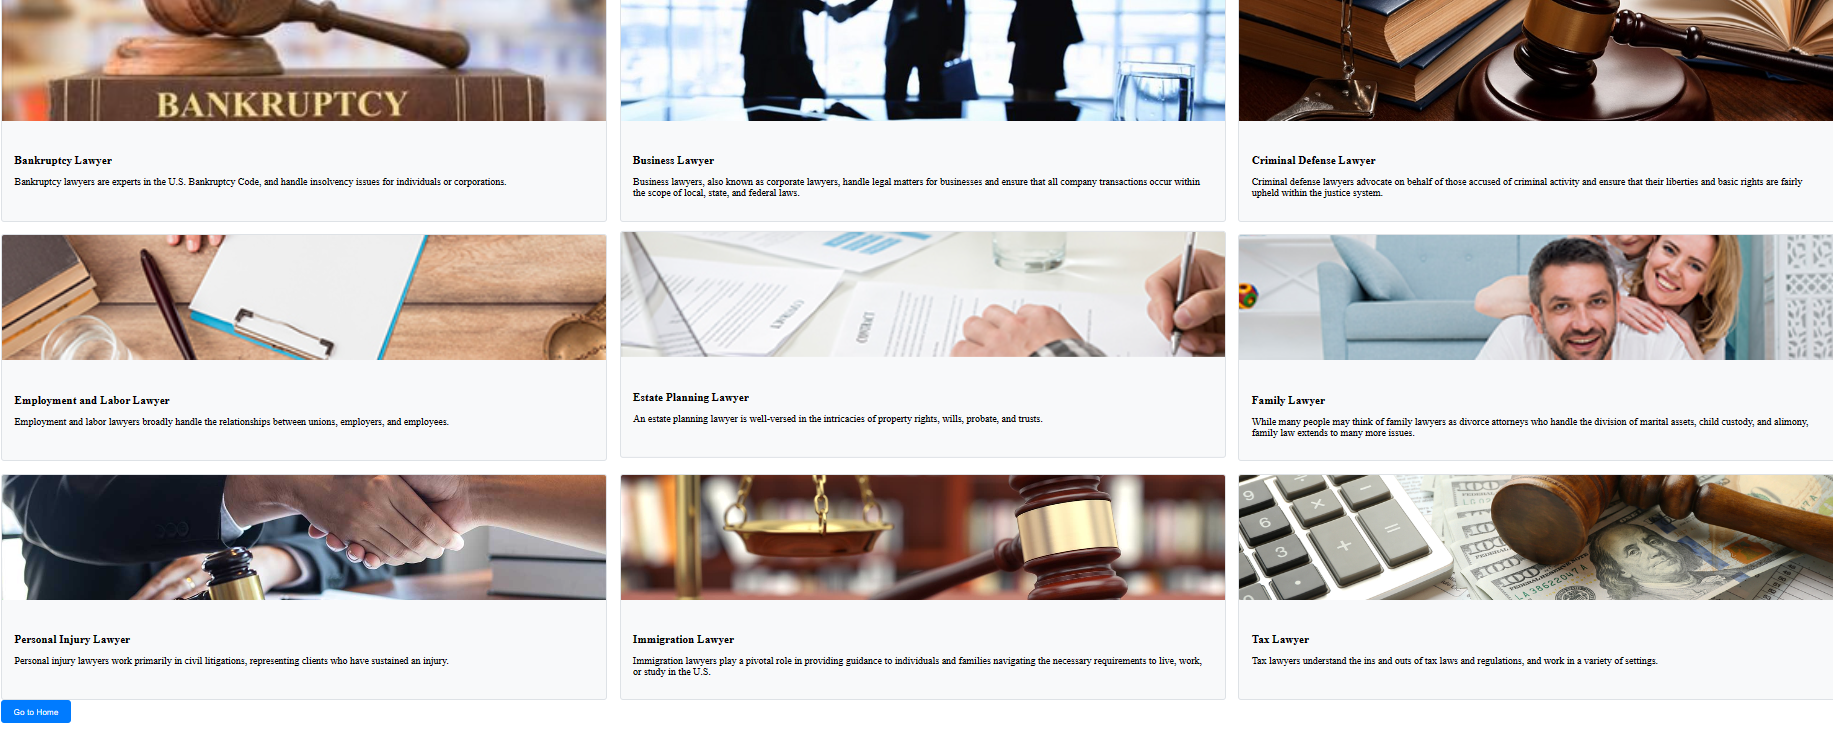 BANKRUPTCY
Bankruptcy Lawyer
Bankruptcy lawyers are experts in the U.S. Bankruptcy Code, and handle insolvency issues for individuals or corporations.
Business Lawyer
Business lawyers, also known as corporate lawyers, handle legal matters for businesses and ensure that all company transactions occur within
the scope of local, state, and federal laws.
Criminal Defense Lawyer
Criminal defense lawyers advocate on behalf of those accused of criminal activity and ensure that their liberties and basic rights are fairly
upheld within the justice system.
Employment and Labor Lawyer
Employment and labor lawyers broadly handle the relationships between unions, employers, and employees.
CONTRACT
Estate Planning Lawyer
An estate planning lawyer is well-versed in the intricacies of property rights, wills, probate, and trusts.
Family Lawyer
While many people may think of family lawyers as divorce attorneys who handle the division of marital assets, child custody, and alimony,
family law extends to many more issues.
Personal Injury Lawyer
Personal injury lawyers work primarily in civil litigations, representing clients who have sustained an injury.
Immigration Lawyer
Immigration lawyers play a pivotal role in providing guidance to individuals and families navigating the necessary requirements to live, work,
or study in the U.S.
9 ÷ −
6 ×
3 + =
100
100
100
LA 38622047A
Tax Lawyer
Tax lawyers understand the ins and outs of tax laws and regulations, and work in a variety of settings.
Go to Home